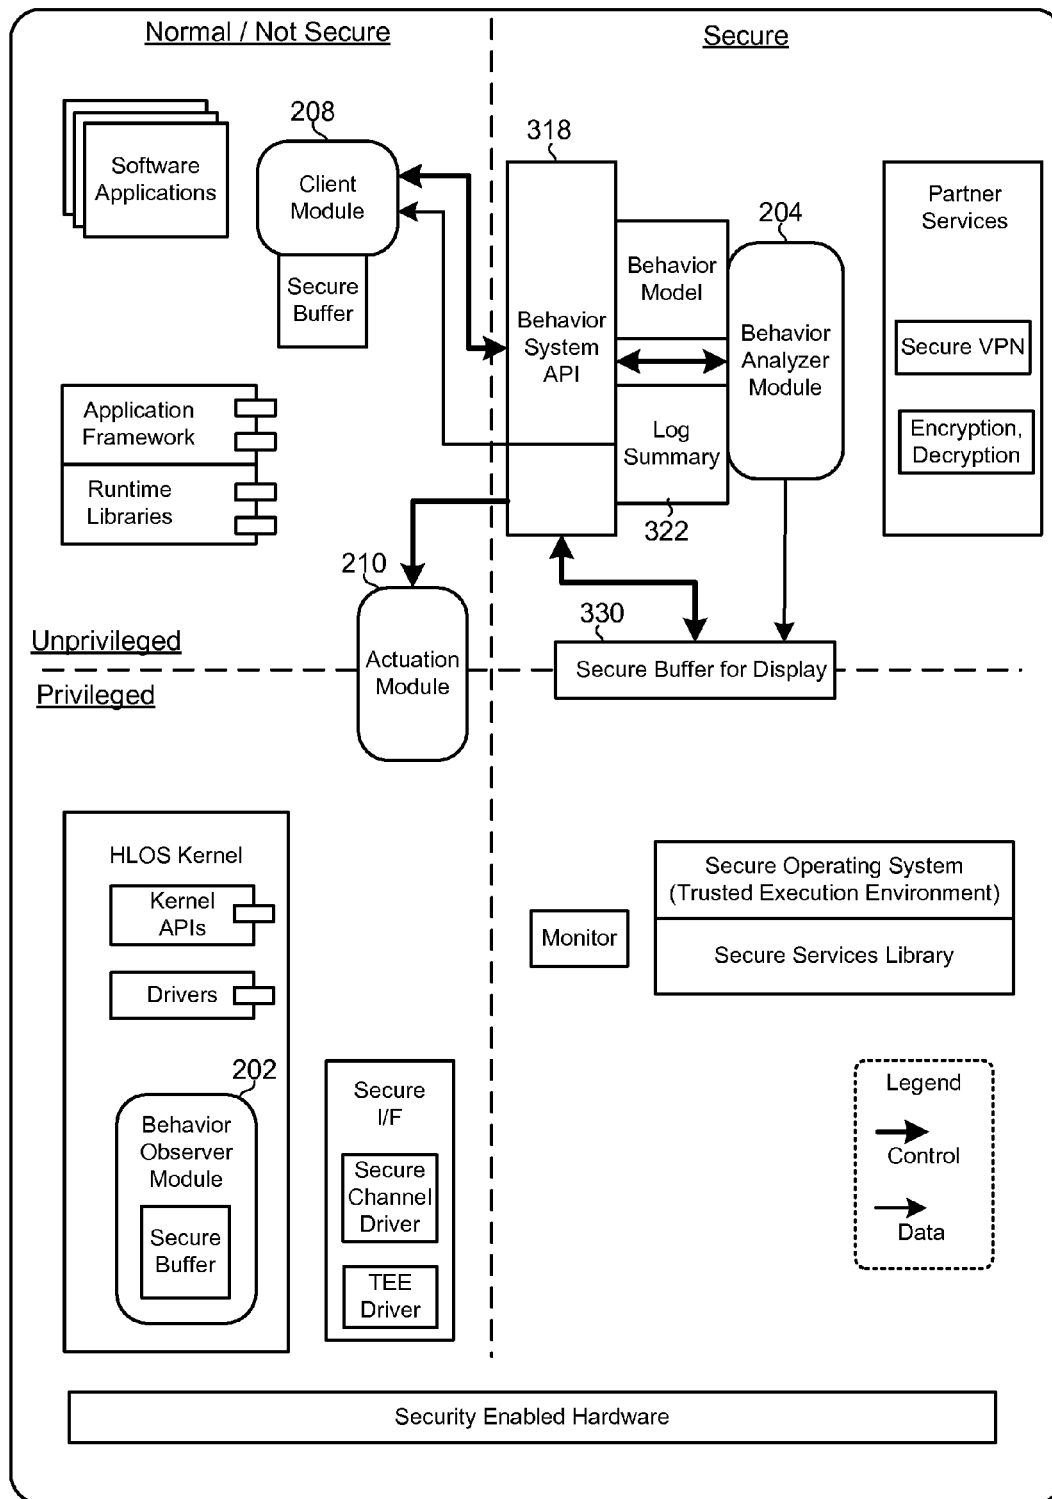 Normal / Not Secure
Secure
208
318
Software
Applications
Client
Module
Secure
Buffer
204
Partner
Services
Behavior
Model
Behavior
System
API
Behavior
Analyzer
Module
Secure VPN
Application
Framework
Runtime
Libraries
Log
Summary
Encryption,
Decryption
322
210
330
Unprivileged
Privileged
Actuation
Module
Secure Buffer for Display
HLOS Kernel
Kernel
APIs
Drivers
Monitor
Secure Operating System
(Trusted Execution Environment)
Secure Services Library
202
Behavior
Observer
Module
Secure
Buffer
Secure
I/F
Secure
Channel
Driver
TEE
Driver
Legend
Control
Data
Security Enabled Hardware